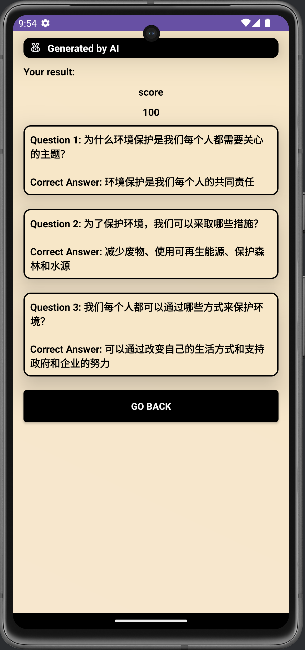 9:54
Generated by AI
Your result:
score
100
Question 1: 为什么环境保护是我们每个人都需要关心
的主题?
Correct Answer: 环境保护是我们每个人的共同责任
Question 2: 为了保护环境，我们可以采取哪些措施?
Correct Answer: 减少废物、使用可再生能源、保护森
林和水源
Question 3: 我们每个人都可以通过哪些方式来保护环
境?
Correct Answer: 可以通过改变自己的生活方式和支持
政府和企业的努力
GO BACK